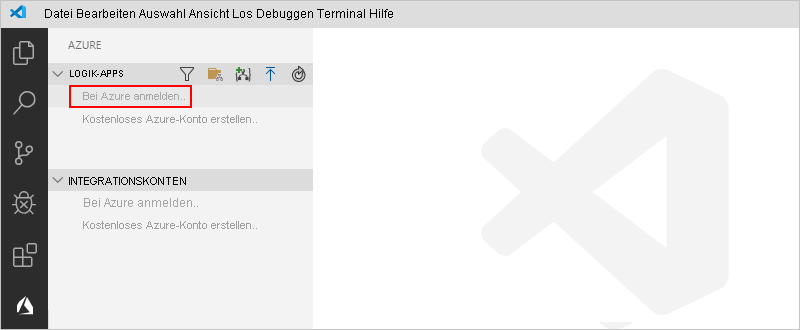 Datei Bearbeiten Auswahl Ansicht Los Debuggen Terminal Hilfe
AZURE
LOGIK-APPS
Bei Azure anmelden..
Kostenloses Azure-Konto erstellen..
INTEGRATIONSKONTEN
Bei Azure anmelden..
Kostenloses Azure-Konto erstellen..